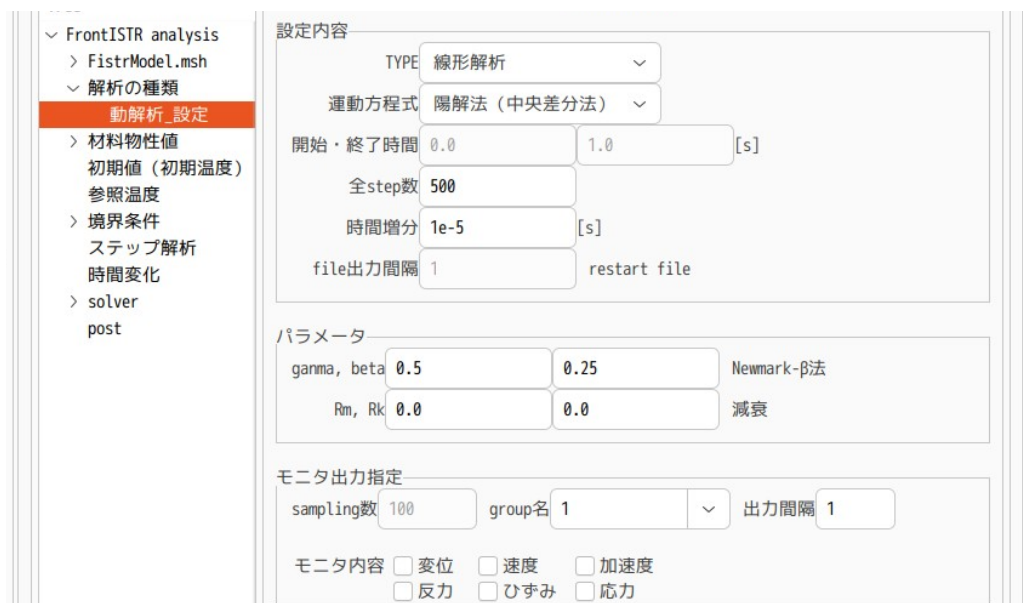 FrontISTR analysis
FistrModel.msh
解析の種類
動解析_設定
材料物性値
初期値（初期温度）
参照温度
境界条件
ステップ解析
時間変化
solver
post
設定内容
TYPE 線形解析
運動方程式 陽解法（中央差分法）
開始・終了時間 0.0 1.0 [s]
全step数 500
時間増分 1e-5 [s]
file出力間隔 1 restart file
パラメータ
ganma, beta 0.5 0.25 Newmark-β法
Rm, Rk 0.0 0.0 減衰
モニタ出力指定
sampling数 100 group名 1 出力間隔 1
モニタ内容 変位 速度 加速度
反力 ひずみ 応力